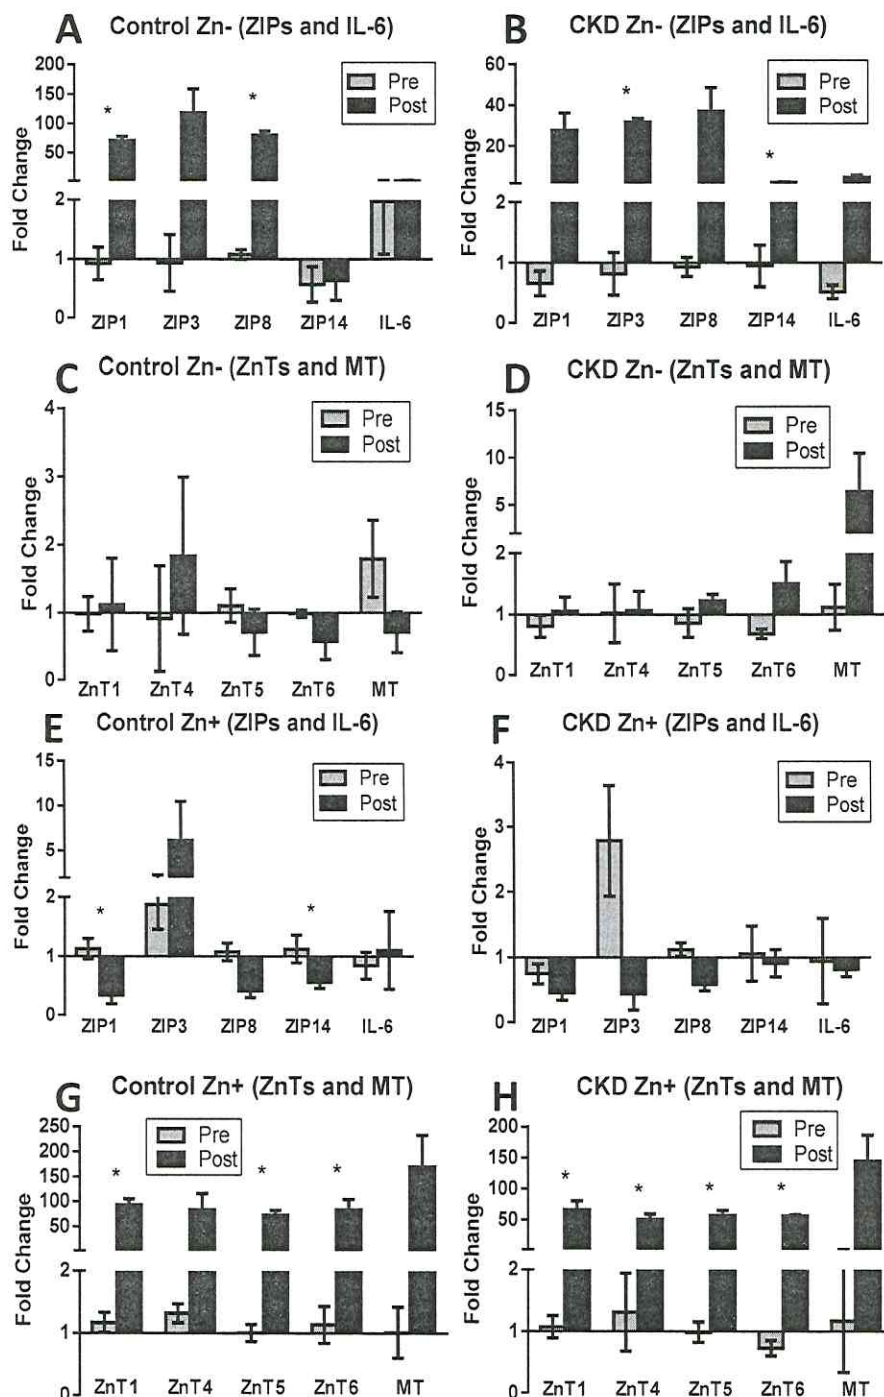 A Control Zn- (ZIPs and IL-6)
Fold Change
200
150
100
50
2
1
0
Pre
Post
*
*
ZIP1 ZIP3 ZIP8 ZIP14 IL-6
B CKD Zn- (ZIPs and IL-6)
Fold Change
60
40
20
2
1
0
Pre
Post
*
*
ZIP1 ZIP3 ZIP8 ZIP14 IL-6
C Control Zn- (ZnTs and MT)
Fold Change
4
3
2
1
0
Pre
Post
ZnT1 ZnT4 ZnT5 ZnT6 MT
D CKD Zn- (ZnTs and MT)
Fold Change
15
10
5
2
1
0
Pre
Post
ZnT1 ZnT4 ZnT5 ZnT6 MT
E Control Zn+ (ZIPs and IL-6)
Fold Change
15
10
5
2
1
0
Pre
Post
*
*
ZIP1 ZIP3 ZIP8 ZIP14 IL-6
F CKD Zn+ (ZIPs and IL-6)
Fold Change
4
3
2
1
0
Pre
Post
ZIP1 ZIP3 ZIP8 ZIP14 IL-6
G Control Zn+ (ZnTs and MT)
Fold Change
250
200
150
100
50
2
1
0
Pre
Post
* * *
ZnT1 ZnT4 ZnT5 ZnT6 MT
H CKD Zn+ (ZnTs and MT)
Fold Change
200
150
100
50
2
1
0
Pre
Post
* * * *
ZnT1 ZnT4 ZnT5 ZnT6 MT